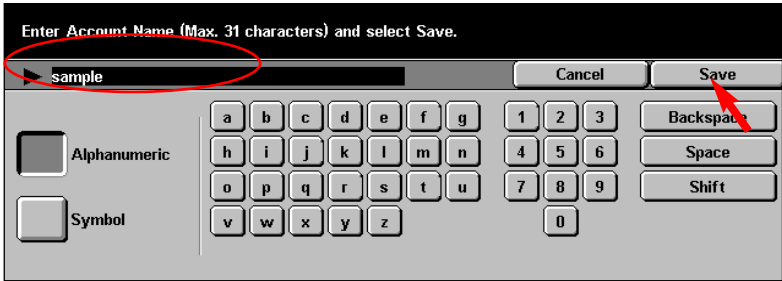 Enter Account Name (Max. 31 characters) and select Save.
sample Cancel Save
a b c d e f g 1 2 3 Backspace
Alphanumeric h i j k l m n 4 5 6 Space
o p q r s t u 7 8 9 Shift
Symbol v w x y z 0